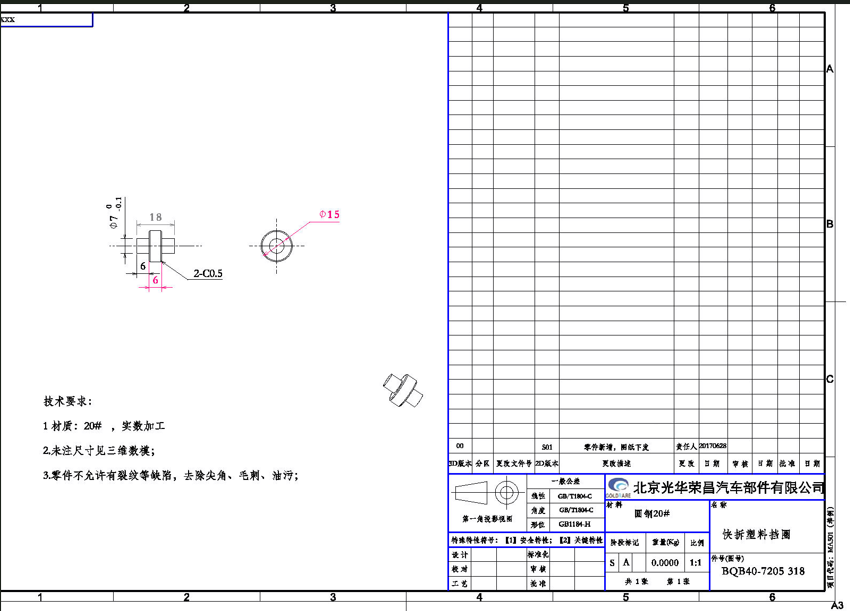 1 2 3 4 5 6
XXX
A
B
C
Φ7 0 -0.1
18
Φ15
6
6
2-C0.5
技术要求:
1 材质: 20# ，实数加工
2.未注尺寸见三维数模;
3.零件不允许有裂纹等缺陷，去除尖角、毛刺、油污;
00 S01 零件新增，图纸下发 责任人 20170628
3D版本 分区 更改文件号 2D版本 更改描述 更改 日期 审核 日期 批准 日期
一般公差
线性 GB/T1804-C
角度 GB/T1804-C
形位 GB1184-H
第一角投影视图
GOLDRARE
北京光华荣昌汽车部件有限公司
材料
圆钢20#
名称
快拆塑料挡圈
特殊特性符号: 【1】安全特性; 【2】关键特性
设计 标准化
校对 审核
工艺 批准
阶段标记 重量(Kg) 比例
S A 0.0000 1:1
共 1 张 第 1 张
件号(图号)
BQB40-7205 318
1 2 3 4 5 6
A3